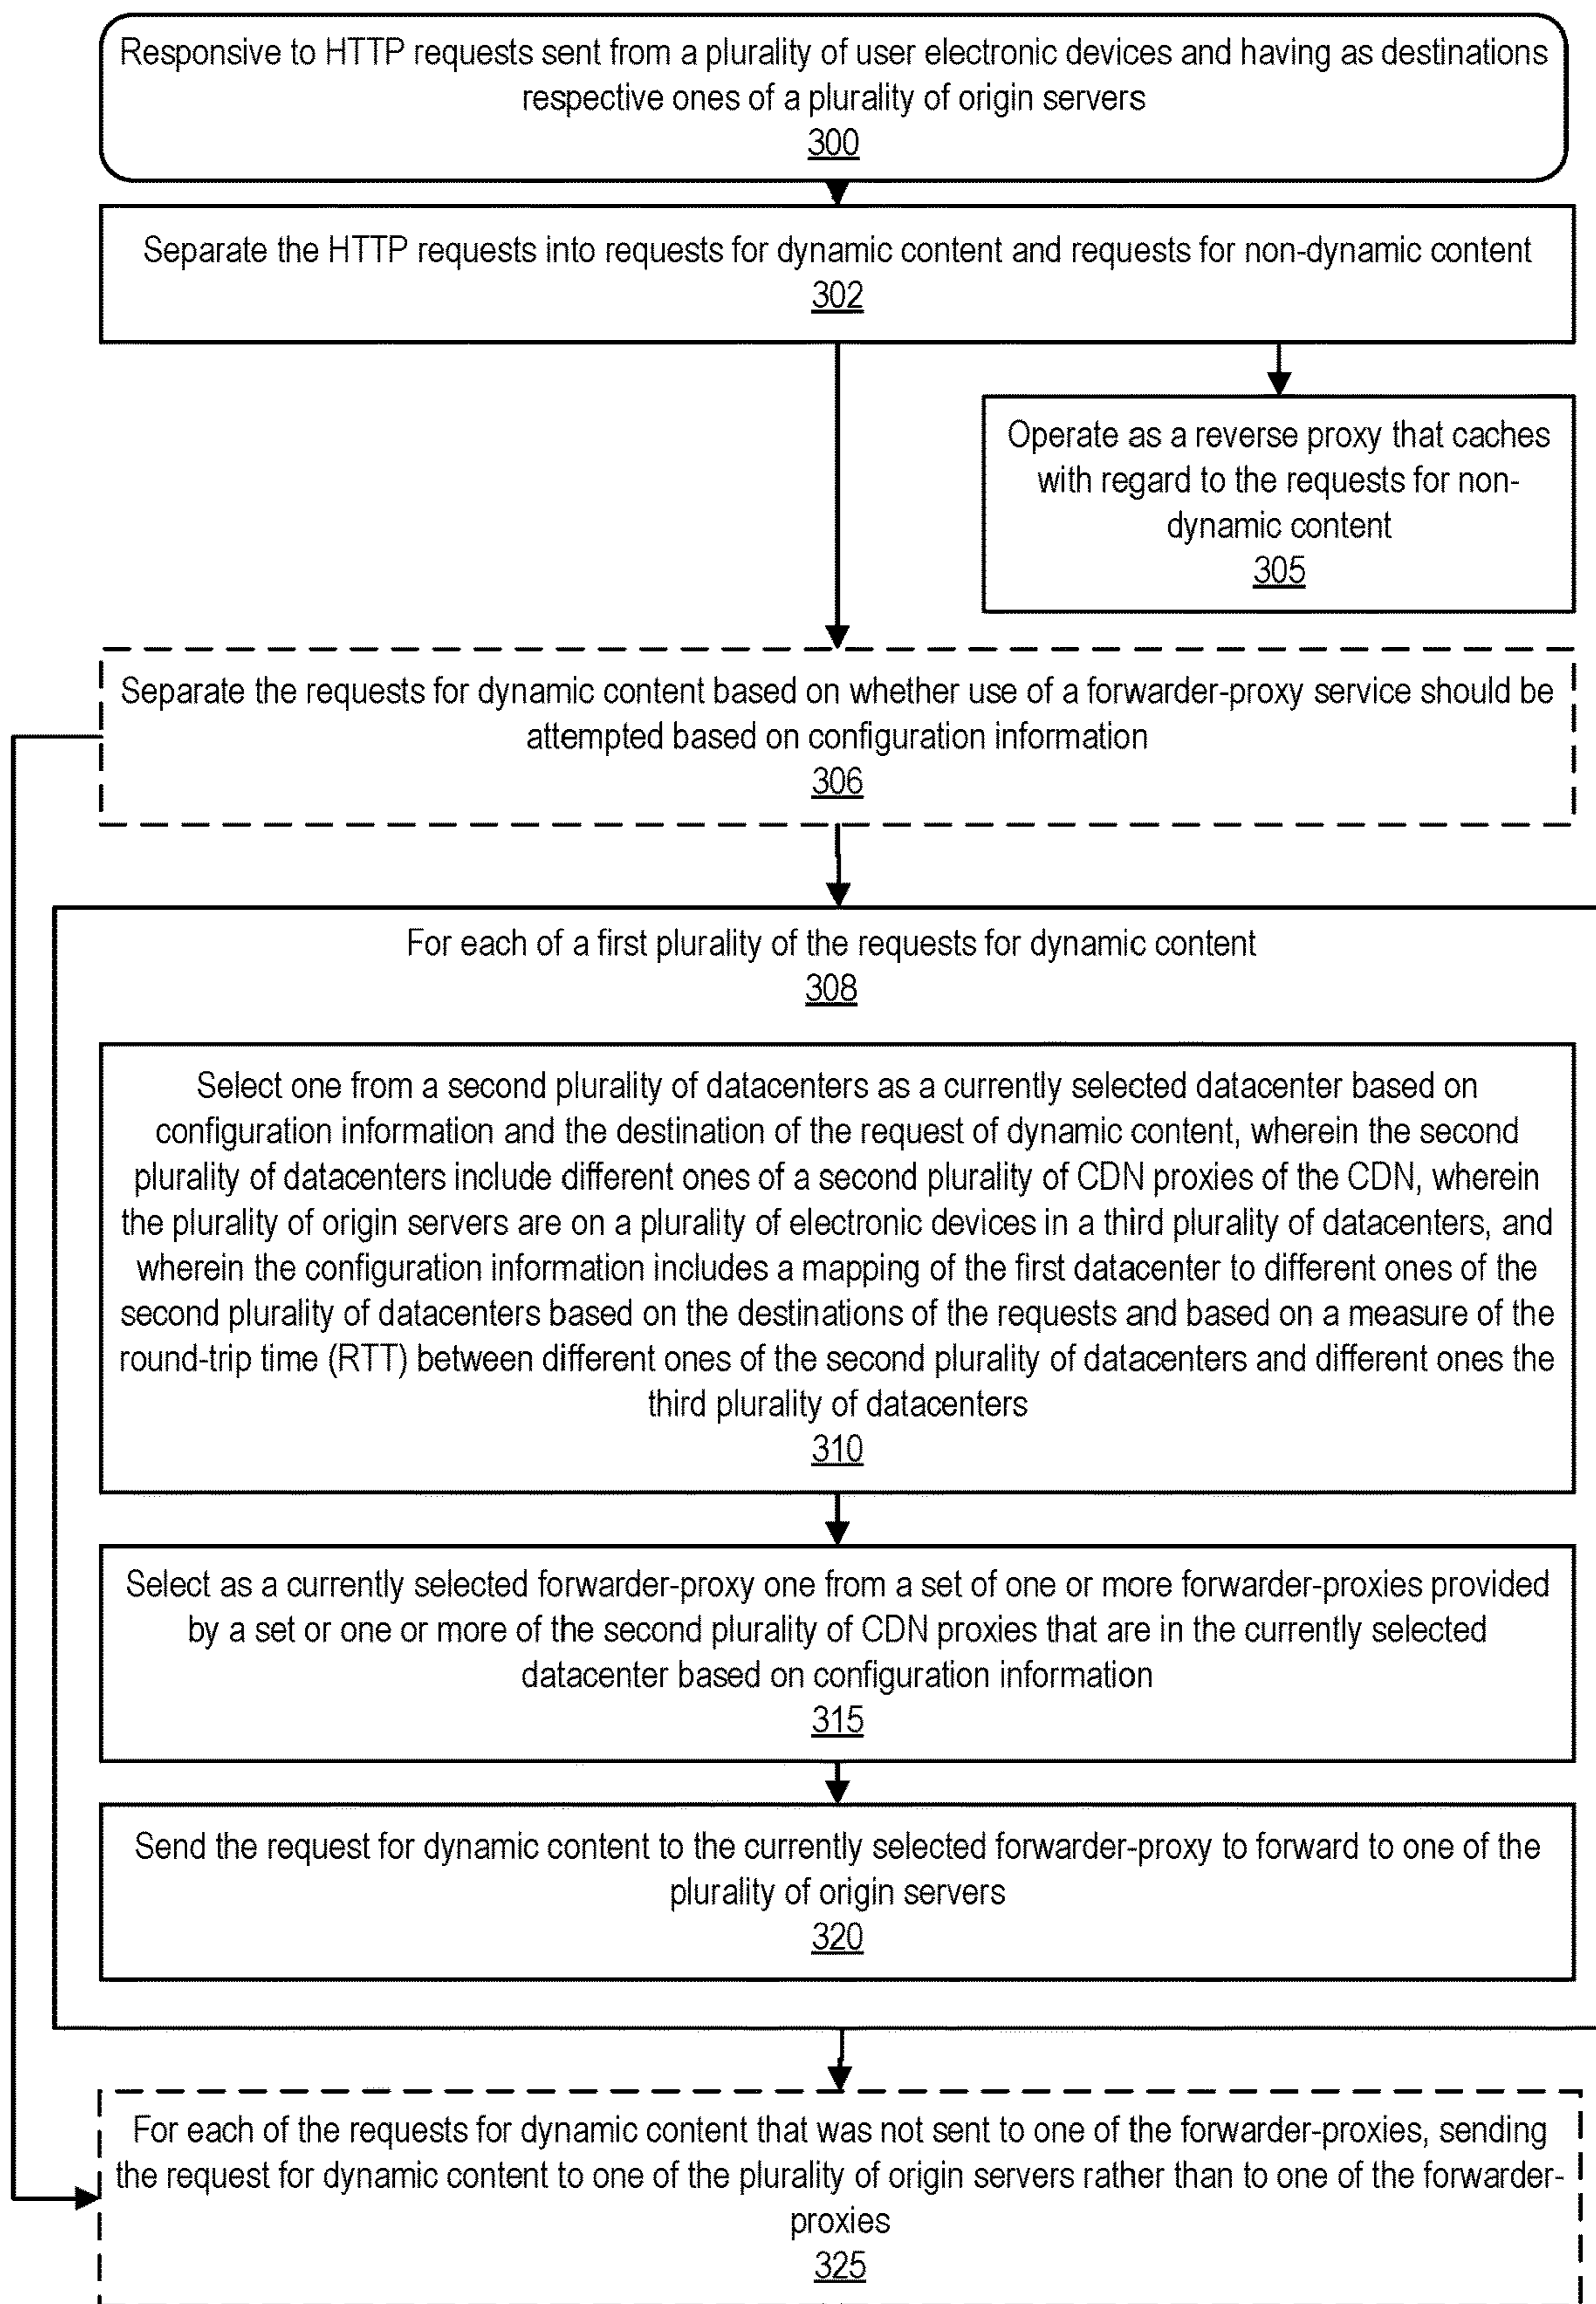 Responsive to HTTP requests sent from a plurality of user electronic devices and having as destinations
respective ones of a plurality of origin servers
300
Separate the HTTP requests into requests for dynamic content and requests for non-dynamic content
302
Operate as a reverse proxy that caches
with regard to the requests for non-
dynamic content
305
Separate the requests for dynamic content based on whether use of a forwarder-proxy service should be
attempted based on configuration information
306
For each of a first plurality of the requests for dynamic content
308
Select one from a second plurality of datacenters as a currently selected datacenter based on
configuration information and the destination of the request of dynamic content, wherein the second
plurality of datacenters include different ones of a second plurality of CDN proxies of the CDN, wherein
the plurality of origin servers are on a plurality of electronic devices in a third plurality of datacenters, and
wherein the configuration information includes a mapping of the first datacenter to different ones of the
second plurality of datacenters based on the destinations of the requests and based on a measure of the
round-trip time (RTT) between different ones of the second plurality of datacenters and different ones the
third plurality of datacenters
310
Select as a currently selected forwarder-proxy one from a set of one or more forwarder-proxies provided
by a set or one or more of the second plurality of CDN proxies that are in the currently selected
datacenter based on configuration information
315
Send the request for dynamic content to the currently selected forwarder-proxy to forward to one of the
plurality of origin servers
320
For each of the requests for dynamic content that was not sent to one of the forwarder-proxies, sending
the request for dynamic content to one of the plurality of origin servers rather than to one of the forwarder-
proxies
325